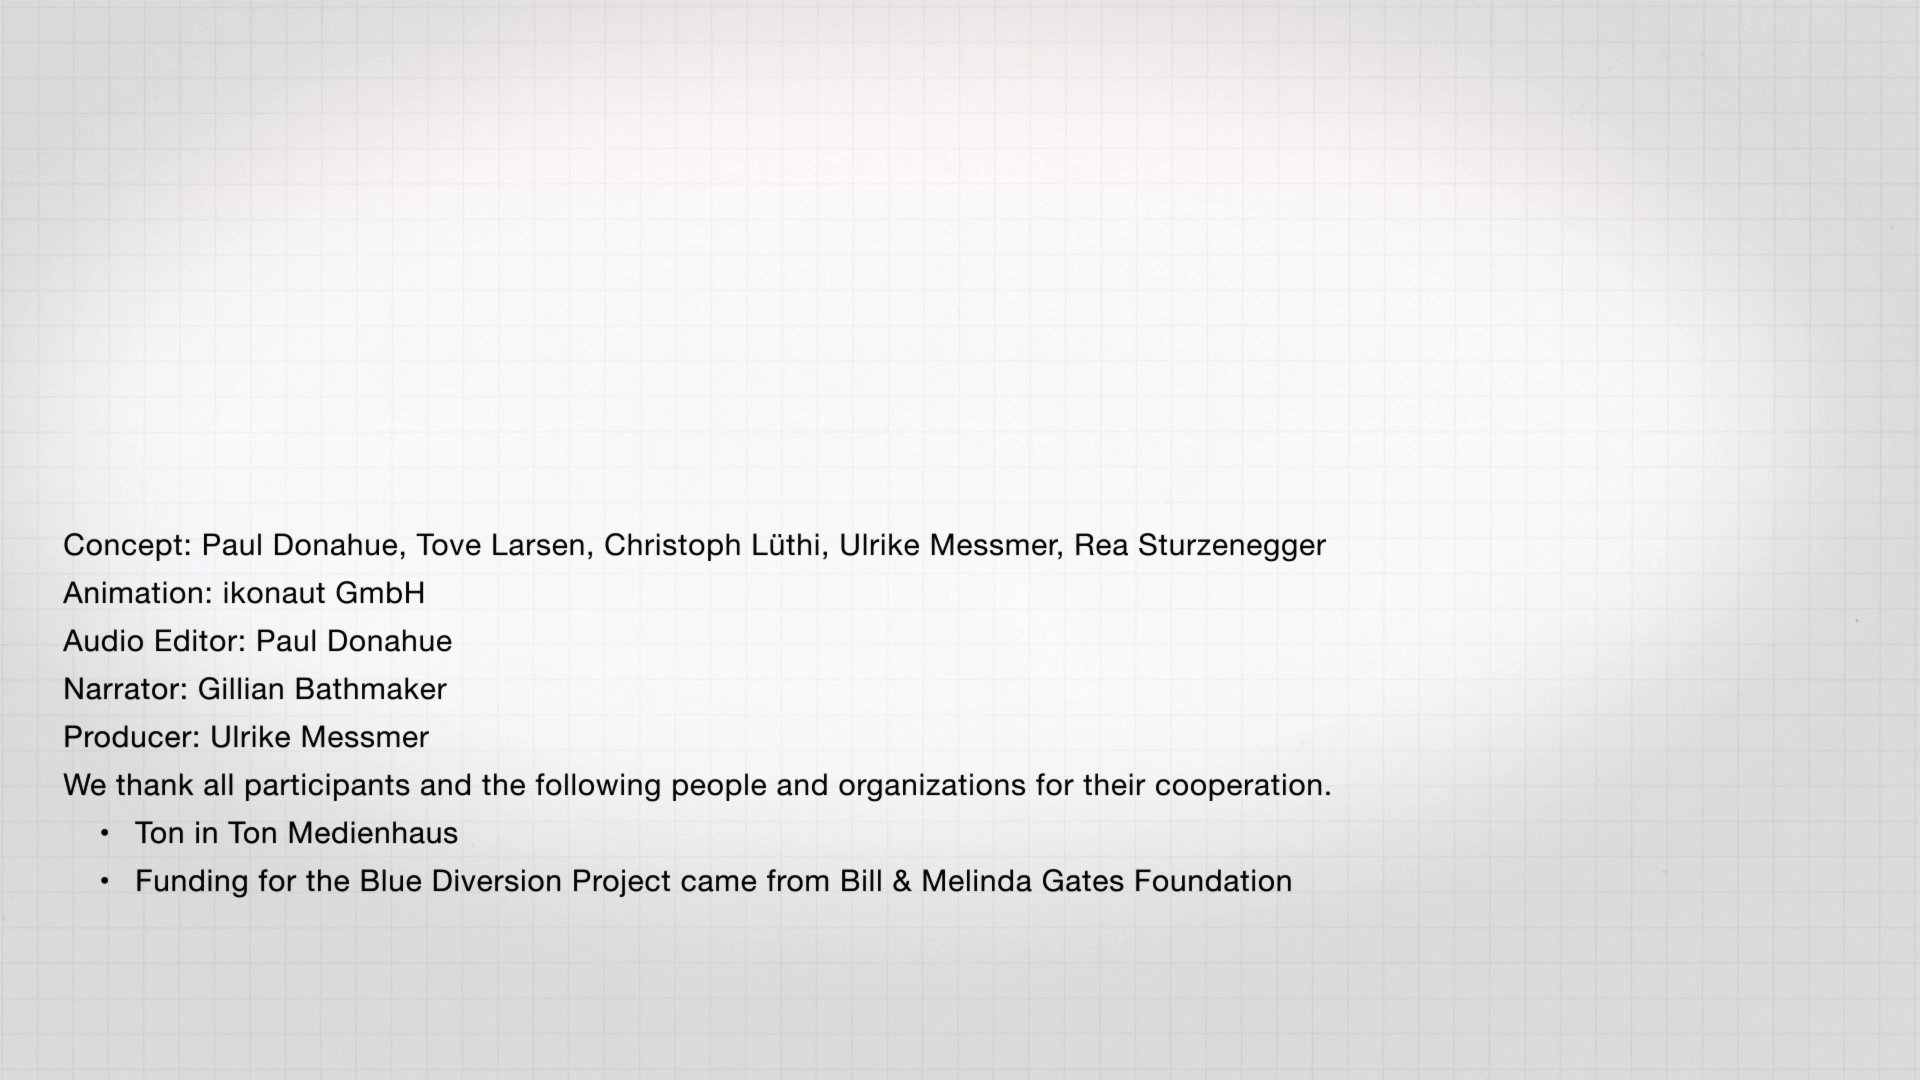 Concept: Paul Donahue, Tove Larsen, Christoph Lüthi, Ulrike Messmer, Rea Sturzenegger
Animation: ikonaut GmbH
Audio Editor: Paul Donahue
Narrator: Gillian Bathmaker
Producer: Ulrike Messmer
We thank all participants and the following people and organizations for their cooperation.
• Ton in Ton Medienhaus
• Funding for the Blue Diversion Project came from Bill & Melinda Gates Foundation